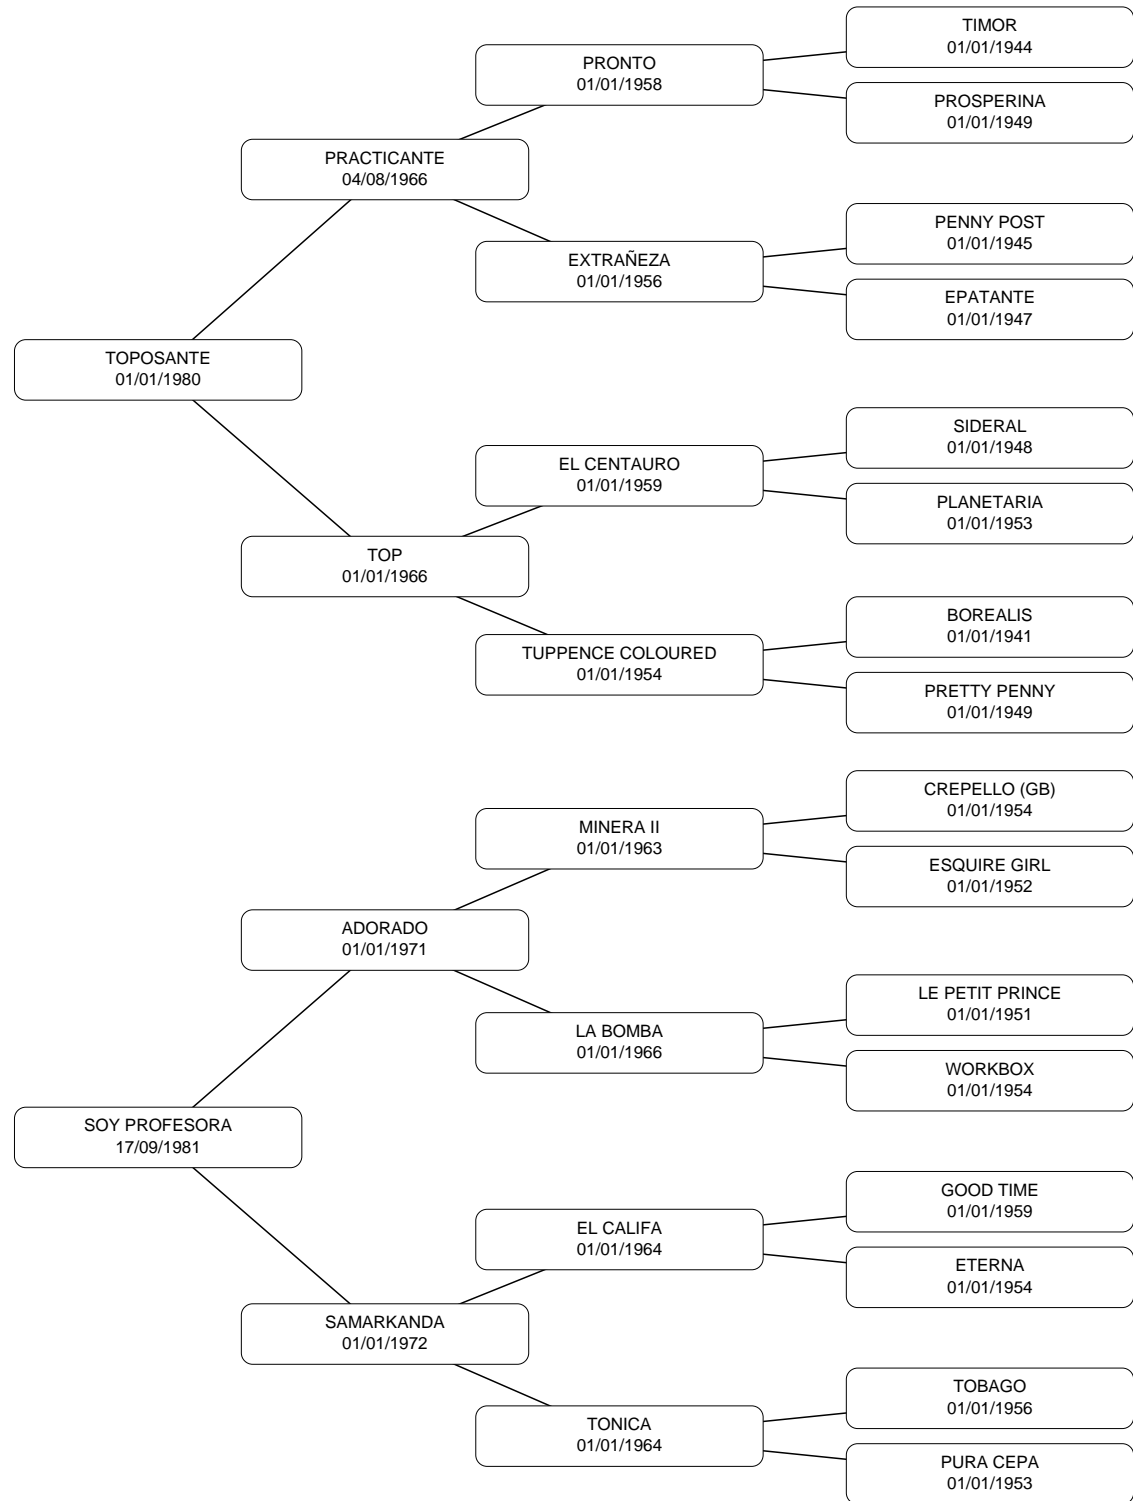 TIMOR
01/01/1944
PRONTO
01/01/1958
PROSPERINA
01/01/1949
PRACTICANTE
04/08/1966
PENNY POST
01/01/1945
EXTRAÑEZA
01/01/1956
EPATANTE
01/01/1947
TOPOSANTE
01/01/1980
SIDERAL
01/01/1948
EL CENTAURO
01/01/1959
PLANETARIA
01/01/1953
TOP
01/01/1966
BOREALIS
01/01/1941
TUPPENCE COLOURED
01/01/1954
PRETTY PENNY
01/01/1949
CREPELLO (GB)
01/01/1954
MINERA II
01/01/1963
ESQUIRE GIRL
01/01/1952
ADORADO
01/01/1971
LE PETIT PRINCE
01/01/1951
LA BOMBA
01/01/1966
WORKBOX
01/01/1954
SOY PROFESORA
17/09/1981
GOOD TIME
01/01/1959
EL CALIFA
01/01/1964
ETERNA
01/01/1954
SAMARKANDA
01/01/1972
TOBAGO
01/01/1956
TONICA
01/01/1964
PURA CEPA
01/01/1953